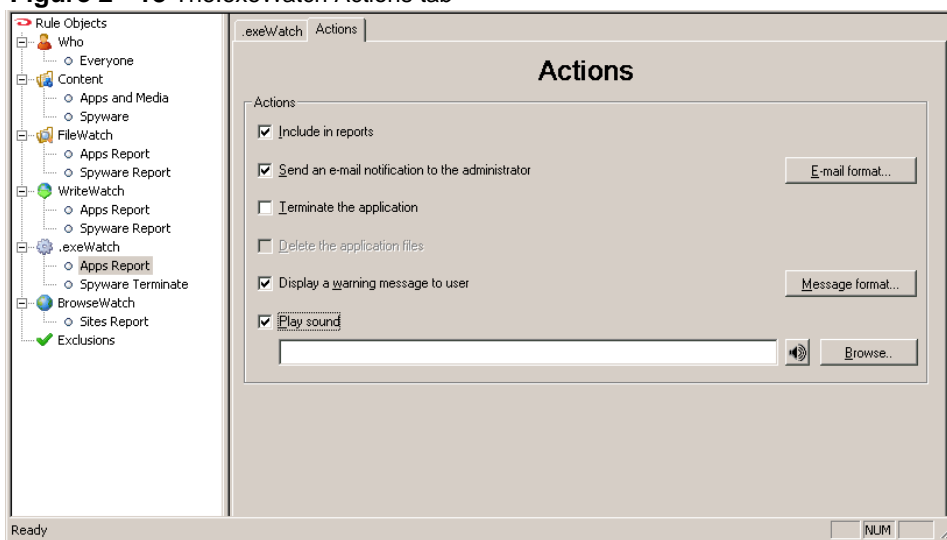 Figure 2 - 18 The.exeWatch Actions tab
Rule Objects
Who
Everyone
Content
Apps and Media
Spyware
FileWatch
Apps Report
Spyware Report
WriteWatch
Apps Report
Spyware Report
.exeWatch
Apps Report
Spyware Terminate
BrowseWatch
Sites Report
Exclusions
.exeWatch Actions
Actions
Actions
Include in reports
Send an e-mail notification to the administrator
E-mail format...
Terminate the application
Delete the application files
Display a warning message to user
Message format...
Play sound
Browse..
Ready
NUM